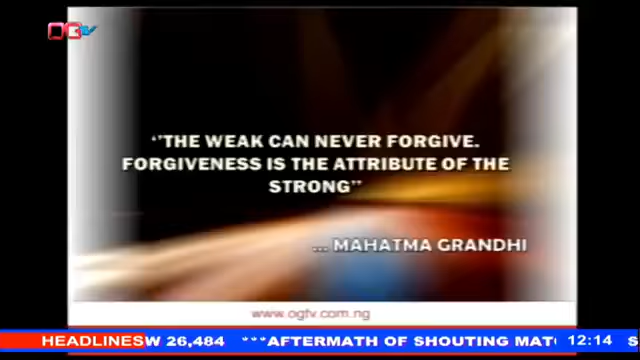 OGTV
‘’THE WEAK CAN NEVER FORGIVE.
FORGIVENESS IS THE ATTRIBUTE OF THE
STRONG’’
... MAHATMA GRANDHI
www.ogtv.com.ng
HEADLINES W 26,484 ***AFTERMATH OF SHOUTING MAT S 12:14